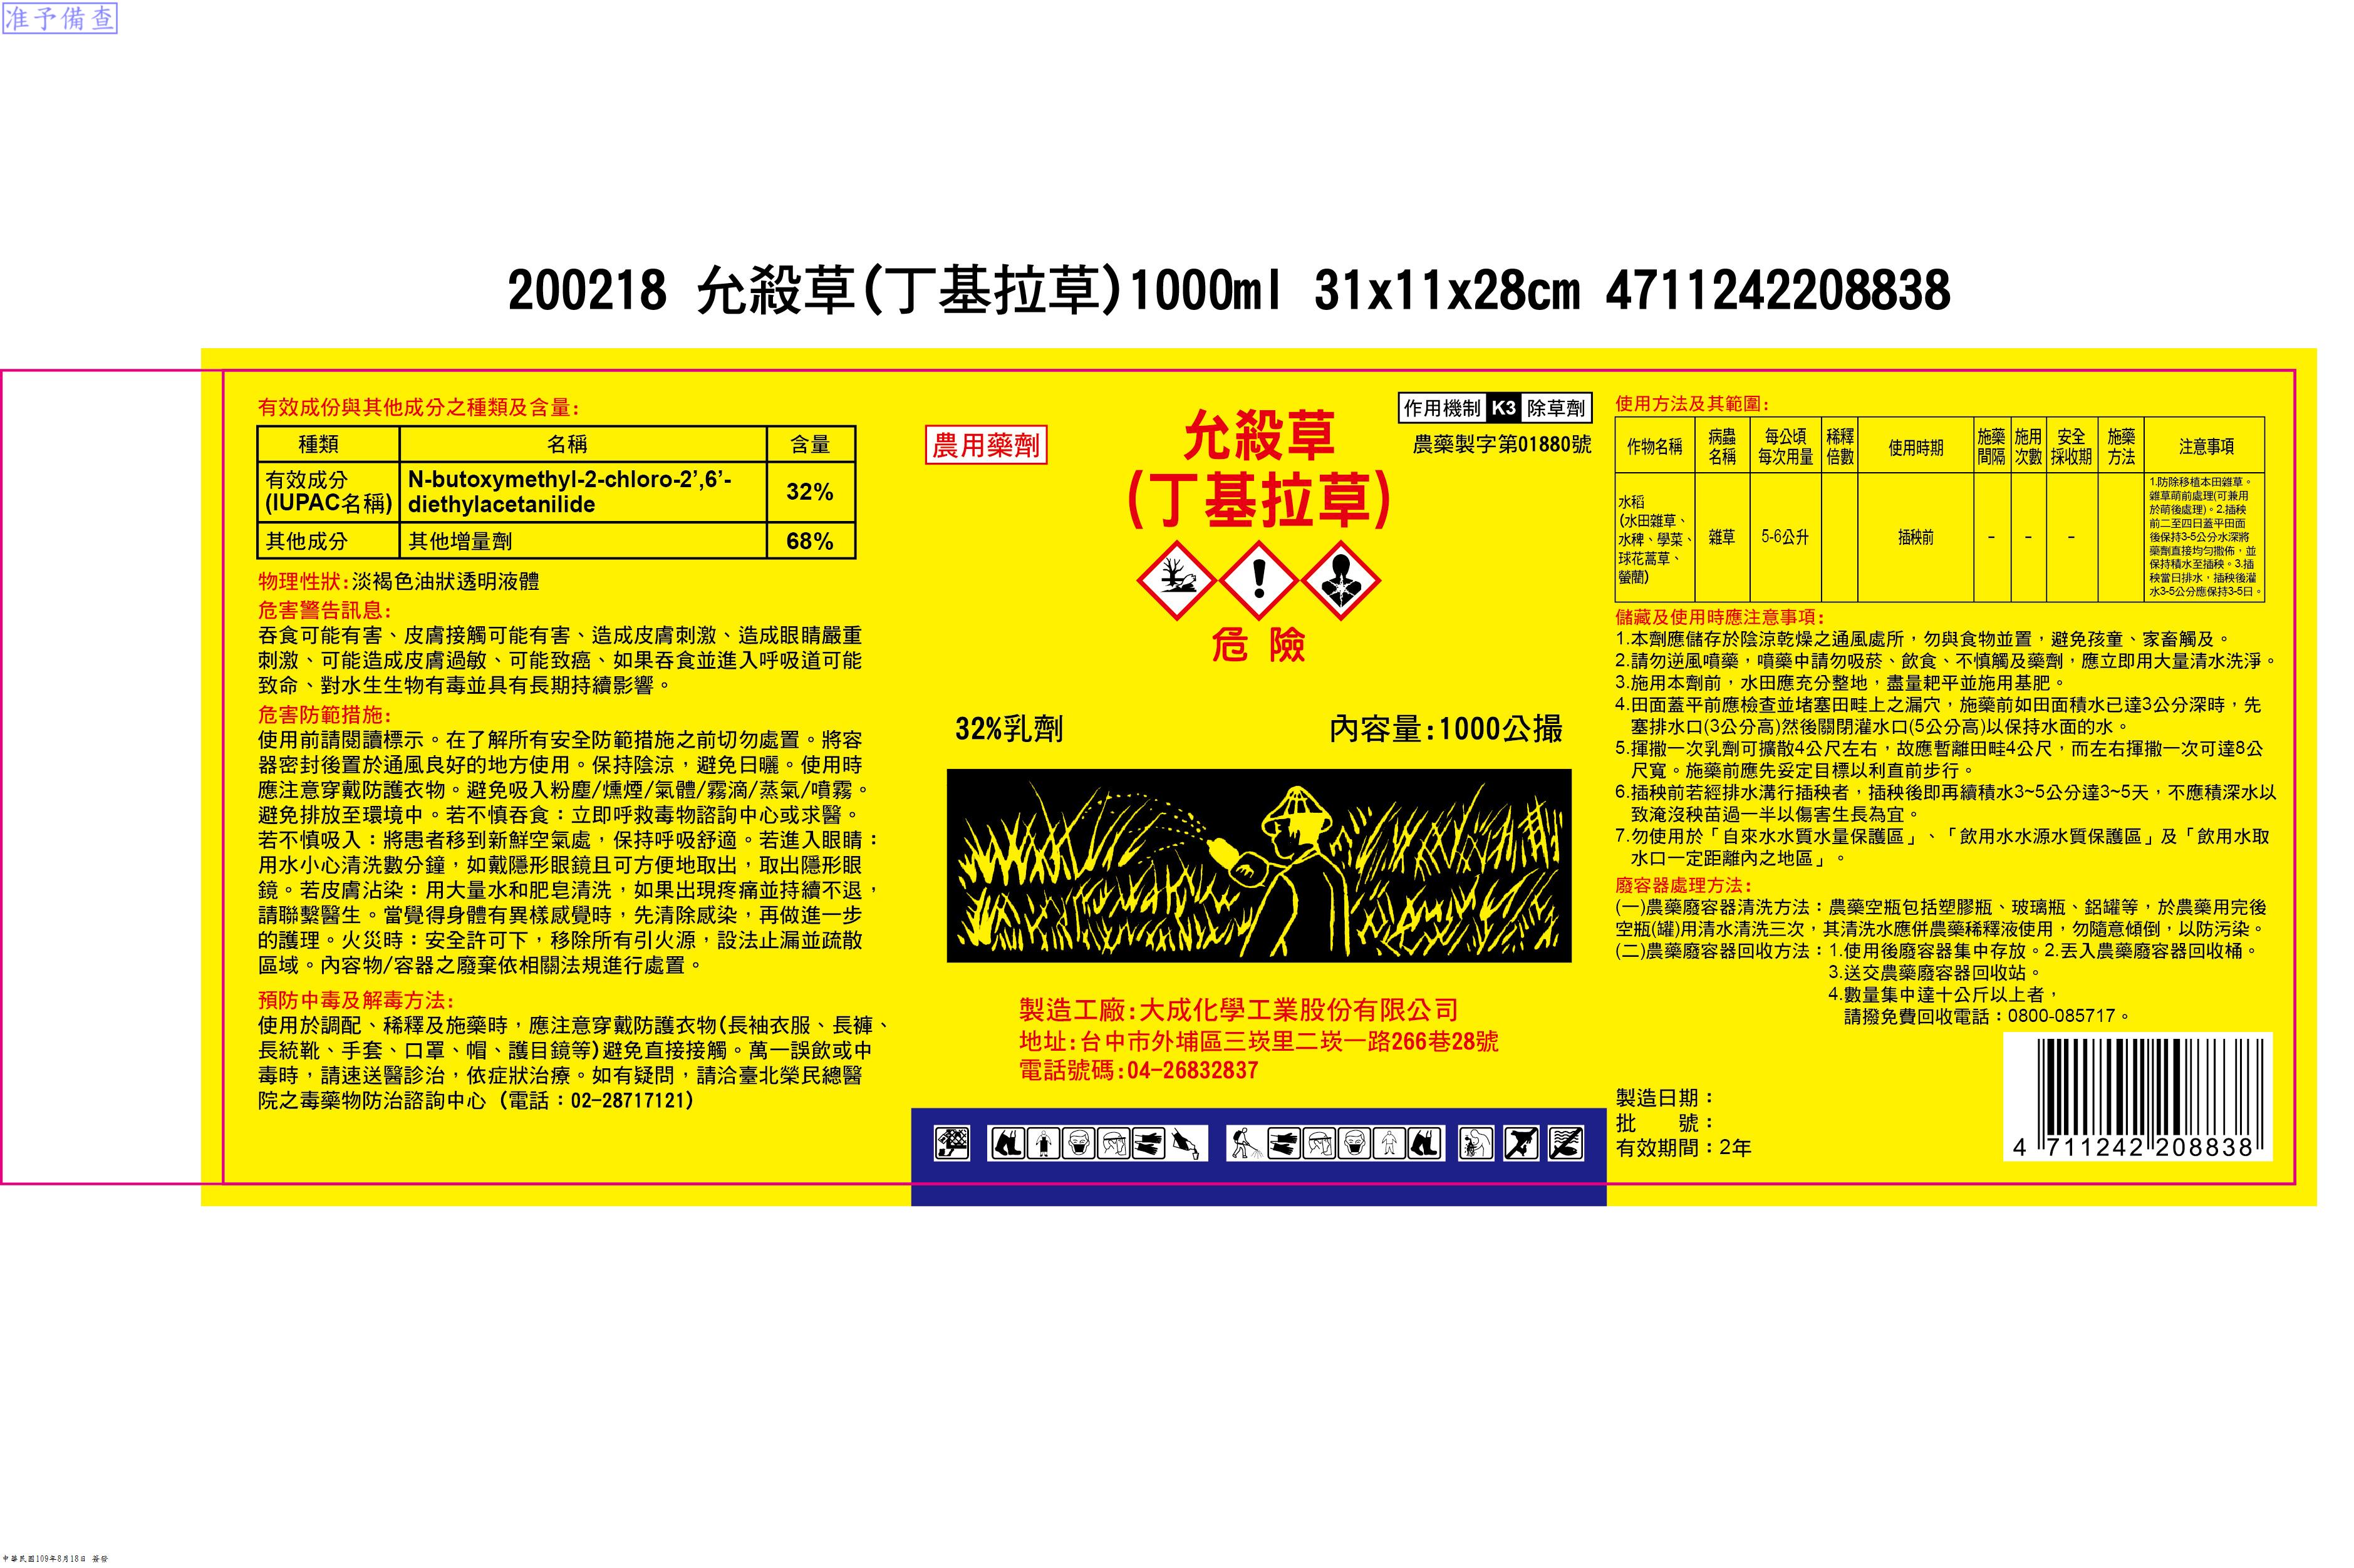 准予備查
200218 允殺草(丁基拉草)1000ml 31x11x28cm 4711242208838
有效成份與其他成分之種類及含量:
種類 名稱 含量
有效成分 (IUPAC名稱) N-butoxymethyl-2-chloro-2’,6’-diethylacetanilide 32%
其他成分 其他增量劑 68%
物理性狀:淡褐色油狀透明液體
危害警告訊息:
吞食可能有害、皮膚接觸可能有害、造成皮膚刺激、造成眼睛嚴重
刺激、可能造成皮膚過敏、可能致癌、如果吞食並進入呼吸道可能
致命、對水生生物有毒並具有長期持續影響。
危害防範措施:
使用前請閱讀標示。在了解所有安全防範措施之前切勿處置。將容
器密封後置於通風良好的地方使用。保持陰涼，避免日曬。使用時
應注意穿戴防護衣物。避免吸入粉塵/燻煙/氣體/霧滴/蒸氣/噴霧。
避免排放至環境中。若不慎吞食：立即呼救毒物諮詢中心或求醫。
若不慎吸入：將患者移到新鮮空氣處，保持呼吸舒適。若進入眼睛：
用水小心清洗數分鐘，如戴隱形眼鏡且可方便地取出，取出隱形眼
鏡。若皮膚沾染：用大量水和肥皂清洗，如果出現疼痛並持續不退，
請聯繫醫生。當覺得身體有異樣感覺時，先清除感染，再做進一步
的護理。火災時：安全許可下，移除所有引火源，設法止漏並疏散
區域。內容物/容器之廢棄依相關法規進行處置。
預防中毒及解毒方法:
使用於調配、稀釋及施藥時，應注意穿戴防護衣物(長袖衣服、長褲、
長統靴、手套、口罩、帽、護目鏡等)避免直接接觸。萬一誤飲或中
毒時，請速送醫診治，依症狀治療。如有疑問，請洽臺北榮民總醫
院之毒藥物防治諮詢中心 (電話：02-28717121)
農用藥劑
允殺草
(丁基拉草)
作用機制 K3 除草劑
農藥製字第01880號
危 險
32%乳劑
內容量:1000公撮
製造工廠:大成化學工業股份有限公司
地址:台中市外埔區三崁里二崁一路266巷28號
電話號碼:04-26832837
使用方法及其範圍:
作物名稱 病蟲名稱 每公頃每次用量 稀釋倍數 使用時期 施藥間隔 施用次數 安全採收期 施藥方法 注意事項
水稻
(水田雜草、
水稗、學菜、
球花蒿草、
螢藺)
雜草 5-6公升 插秧前 - - -
1.防除移植本田雜草。
雜草萌前處理(可兼用
於萌後處理)。2.插秧
前二至四日蓋平田面
後保持3-5公分水深將
藥劑直接均勻撒佈，並
保持積水至插秧。3.插
秧當日排水，插秧後灌
水3-5公分應保持3-5日。
儲藏及使用時應注意事項:
1.本劑應儲存於陰涼乾燥之通風處所，勿與食物並置，避免孩童、家畜觸及。
2.請勿逆風噴藥，噴藥中請勿吸菸、飲食、不慎觸及藥劑，應立即用大量清水洗淨。
3.施用本劑前，水田應充分整地，盡量耙平並施用基肥。
4.田面蓋平前應檢查並堵塞田畦上之漏穴，施藥前如田面積水已達3公分深時，先
塞排水口(3公分高)然後關閉灌水口(5公分高)以保持水面的水。
5.揮撤一次乳劑可擴散4公尺左右，故應暫離田畦4公尺，而左右揮撤一次可達8公
尺寬。施藥前應先妥定目標以利直前步行。
6.插秧前若經排水溝行插秧者，插秧後即再續積水3~5公分達3~5天，不應積深水以
致淹沒秧苗過一半以傷害生長為宜。
7.勿使用於「自來水水質水量保護區」、「飲用水水源水質保護區」及「飲用水取
水口一定距離內之地區」。
廢容器處理方法:
(一)農藥廢容器清洗方法：農藥空瓶包括塑膠瓶、玻璃瓶、鋁罐等，於農藥用完後
空瓶(罐)用清水清洗三次，其清洗水應併農藥稀釋液使用，勿隨意傾倒，以防污染。
(二)農藥廢容器回收方法：1.使用後廢容器集中存放。2.丟入農藥廢容器回收桶。
3.送交農藥廢容器回收站。
4.數量集中達十公斤以上者，
請撥免費回收電話：0800-085717。
製造日期：
批　　號：
有效期間：2年
4 711242 208838
中華民國109年8月18日 簽發